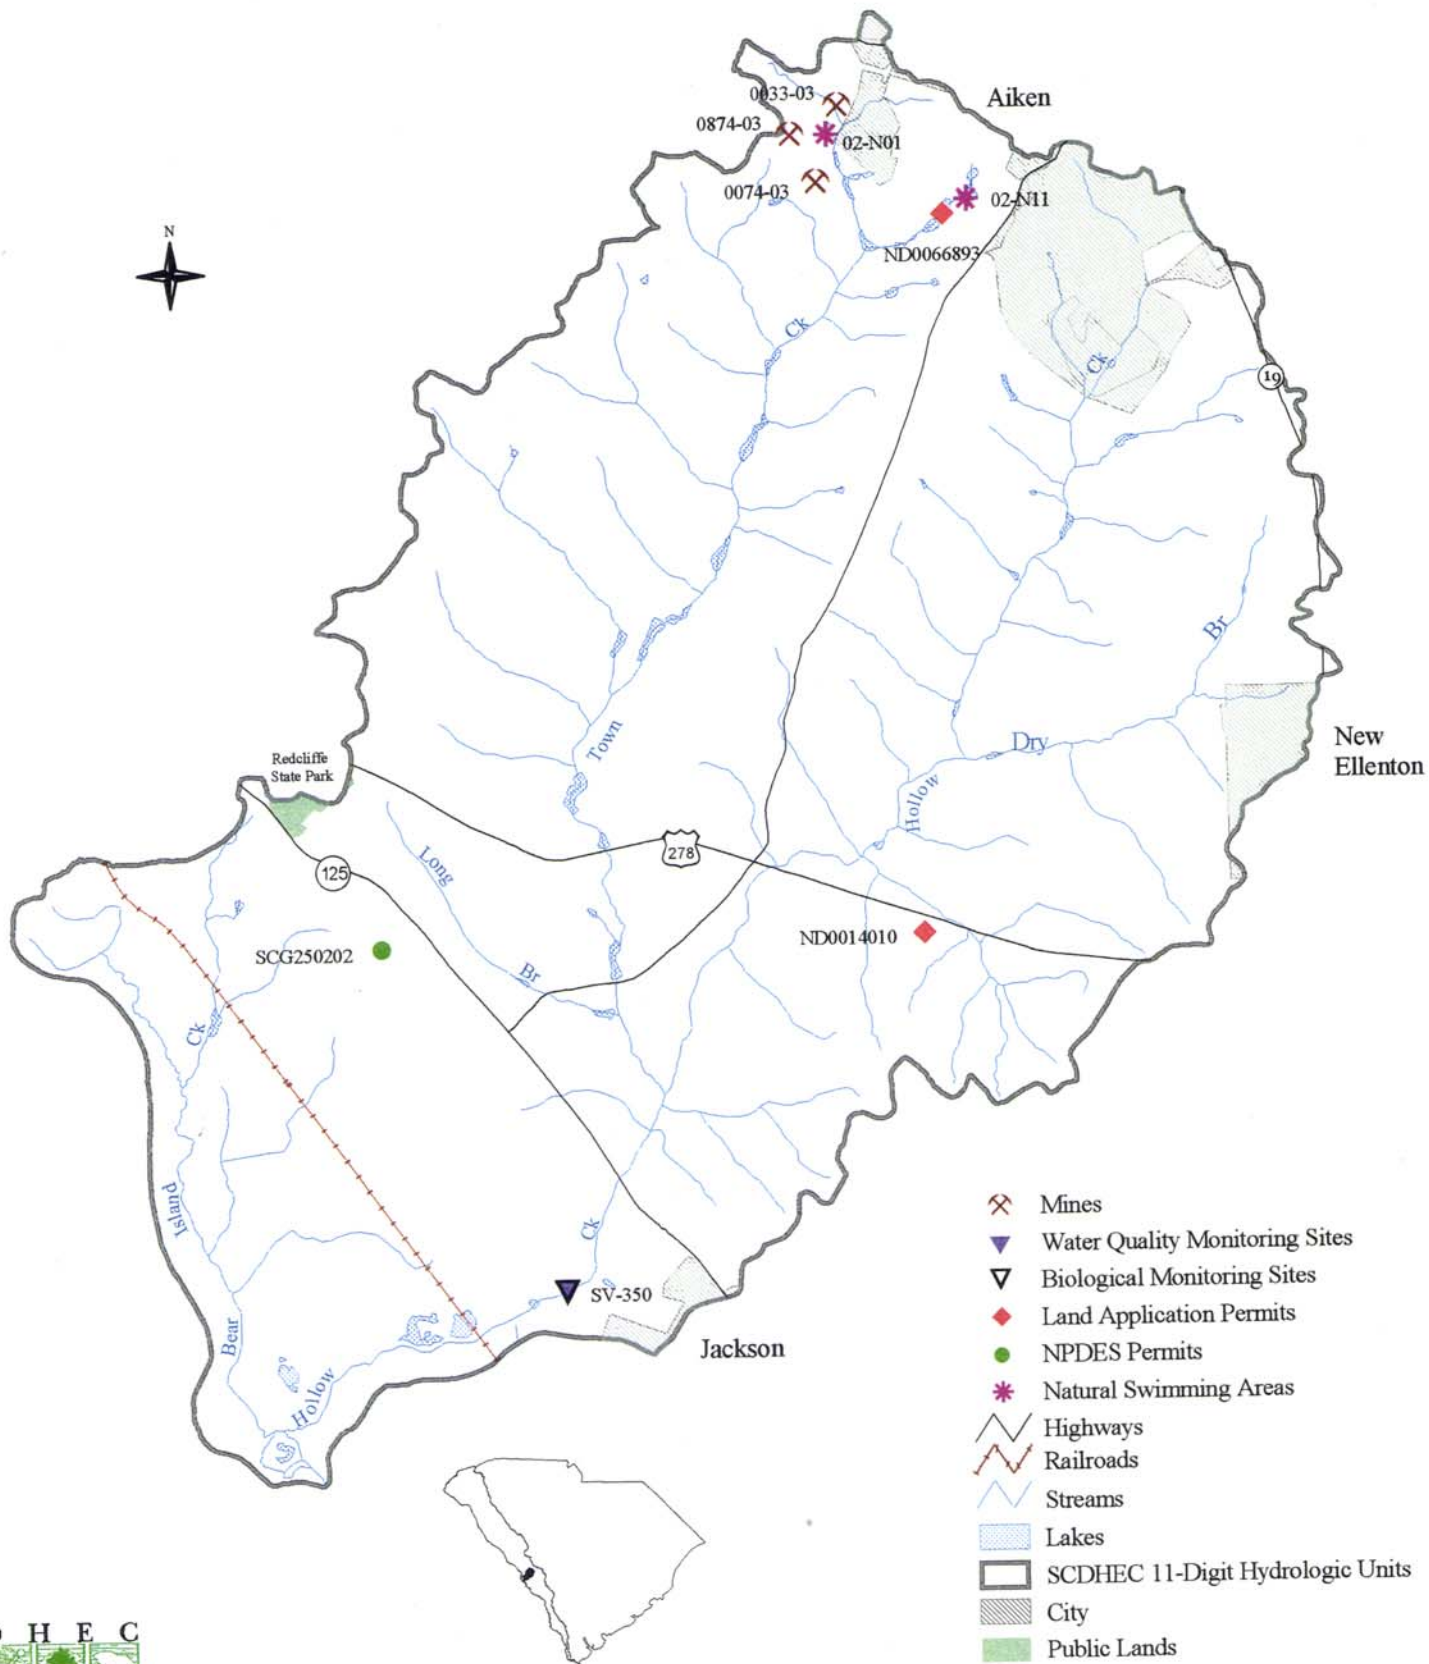 Aiken
0033-03
0874-03
02-N01
0074-03
02-N11
ND0066893
N
Ck
Ck
19
Br
Town
Dry
Hollow
New
Ellenton
Redcliffe
State Park
278
125
Long
Br
SCG250202
ND0014010
Ck
Island
Bear
Hollow
Ck
SV-350
Jackson
Mines
Water Quality Monitoring Sites
Biological Monitoring Sites
Land Application Permits
NPDES Permits
Natural Swimming Areas
Highways
Railroads
Streams
Lakes
SCDHEC 11-Digit Hydrologic Units
City
Public Lands
H E C